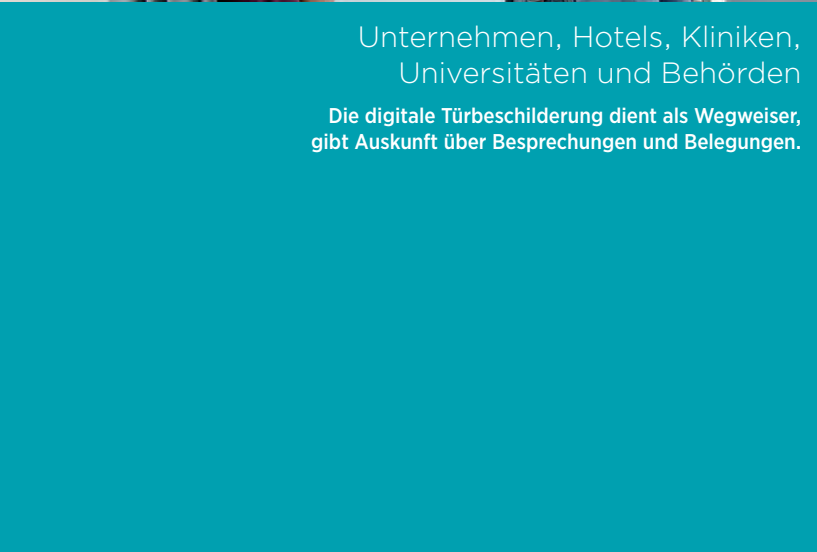 Unternehmen, Hotels, Kliniken,
Universitäten und Behörden
Die digitale Türbeschilderung dient als Wegweiser,
gibt Auskunft über Besprechungen und Belegungen.